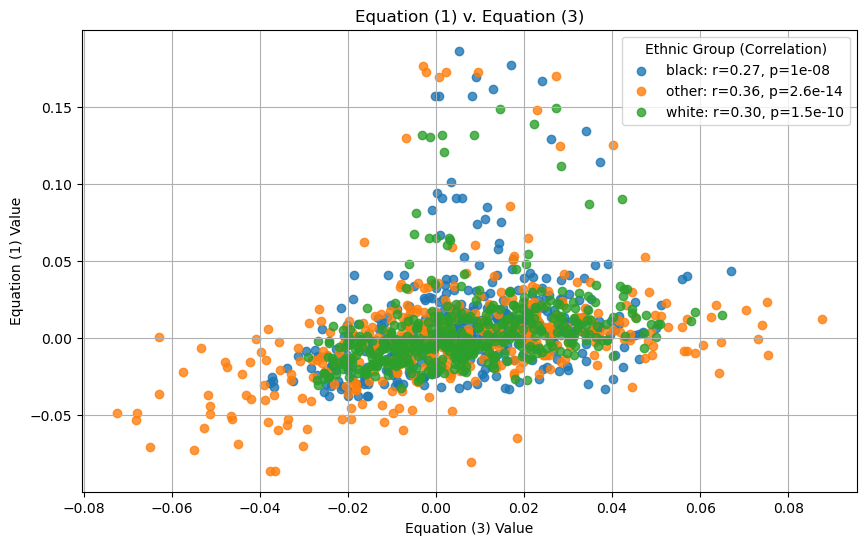 Equation (1) v. Equation (3)
Ethnic Group (Correlation)
black: r=0.27, p=1e-08
other: r=0.36, p=2.6e-14
white: r=0.30, p=1.5e-10
0.15
0.10
0.05
0.00
−0.05
Equation (1) Value
−0.08 −0.06 −0.04 −0.02 0.00 0.02 0.04 0.06 0.08
Equation (3) Value